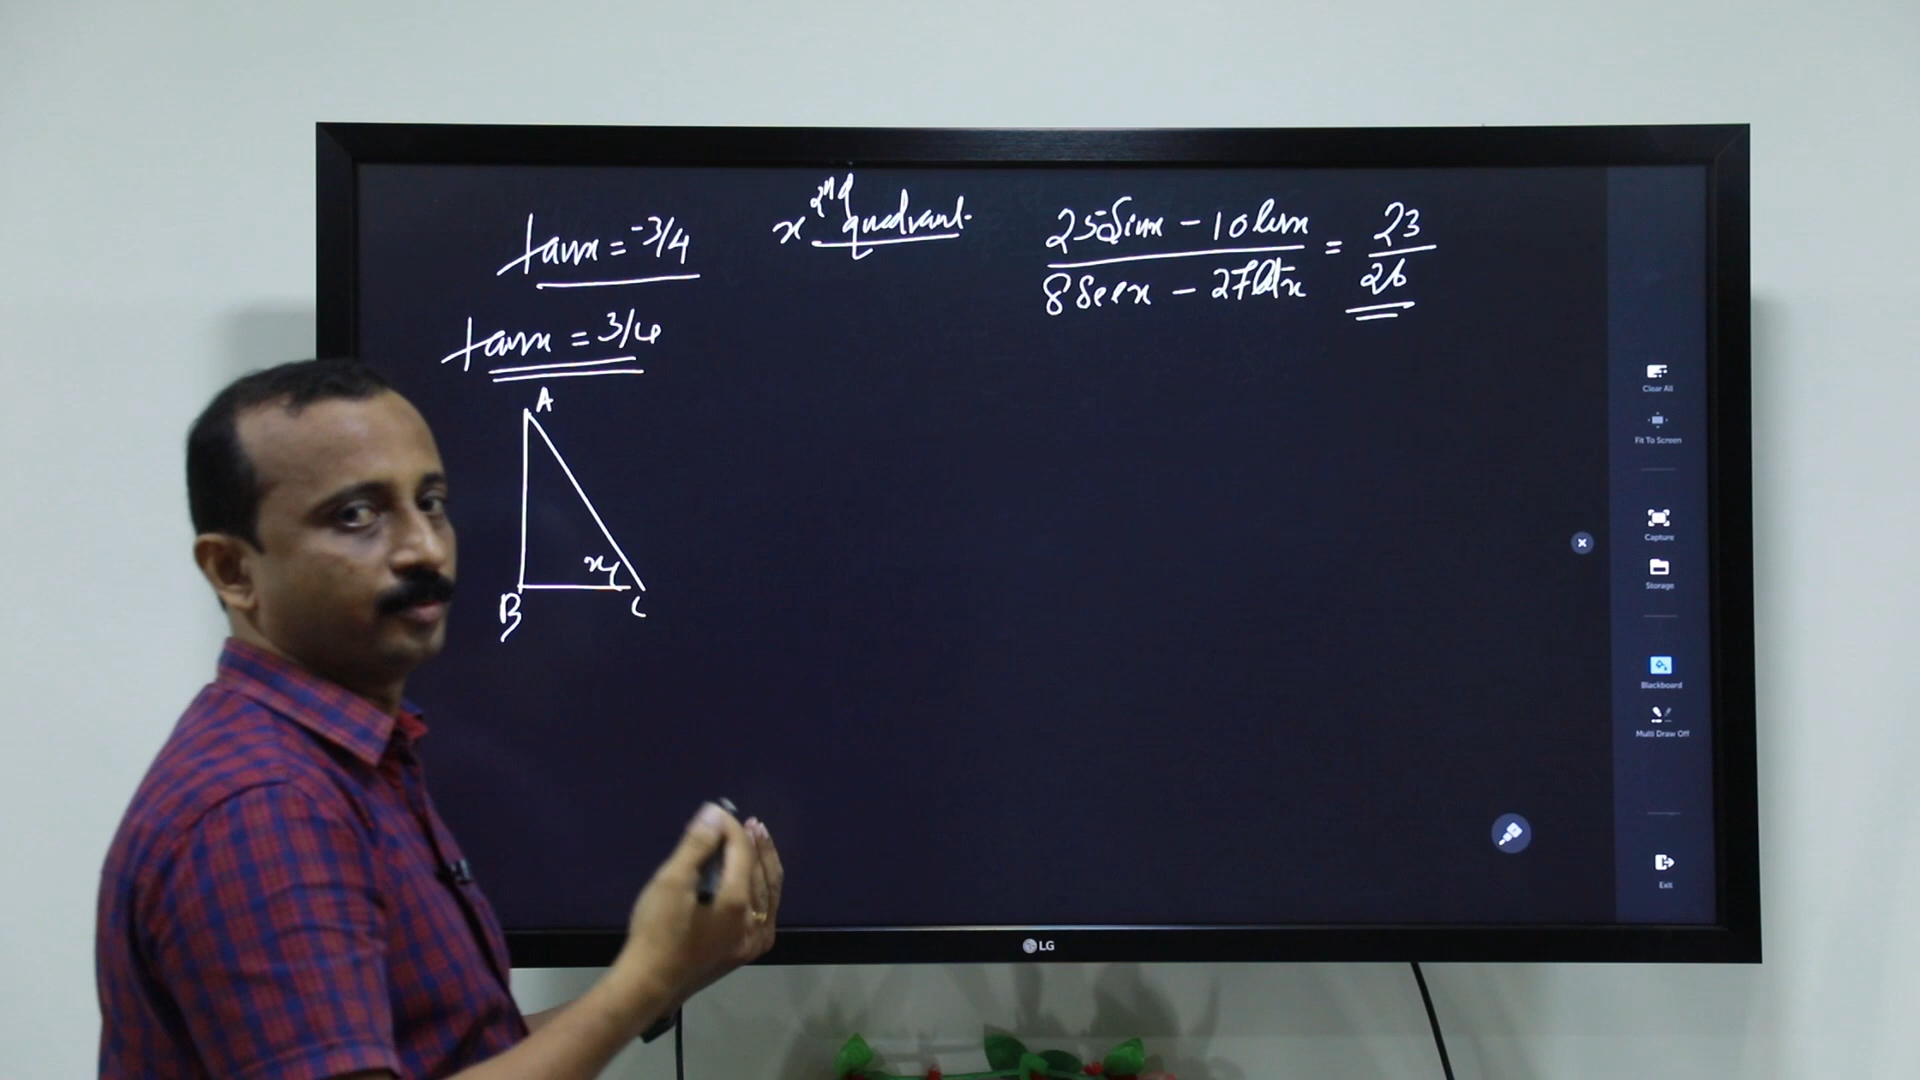 tanx = -3/4
x 2nd quadrant.
25Sinx - 10Cosx / 8Secx - 27Cotx = 23/26
tanx = 3/4
A
x
B C
Clear All
Fit To Screen
Capture
Storage
Blackboard
Multi Draw Off
Exit
LG